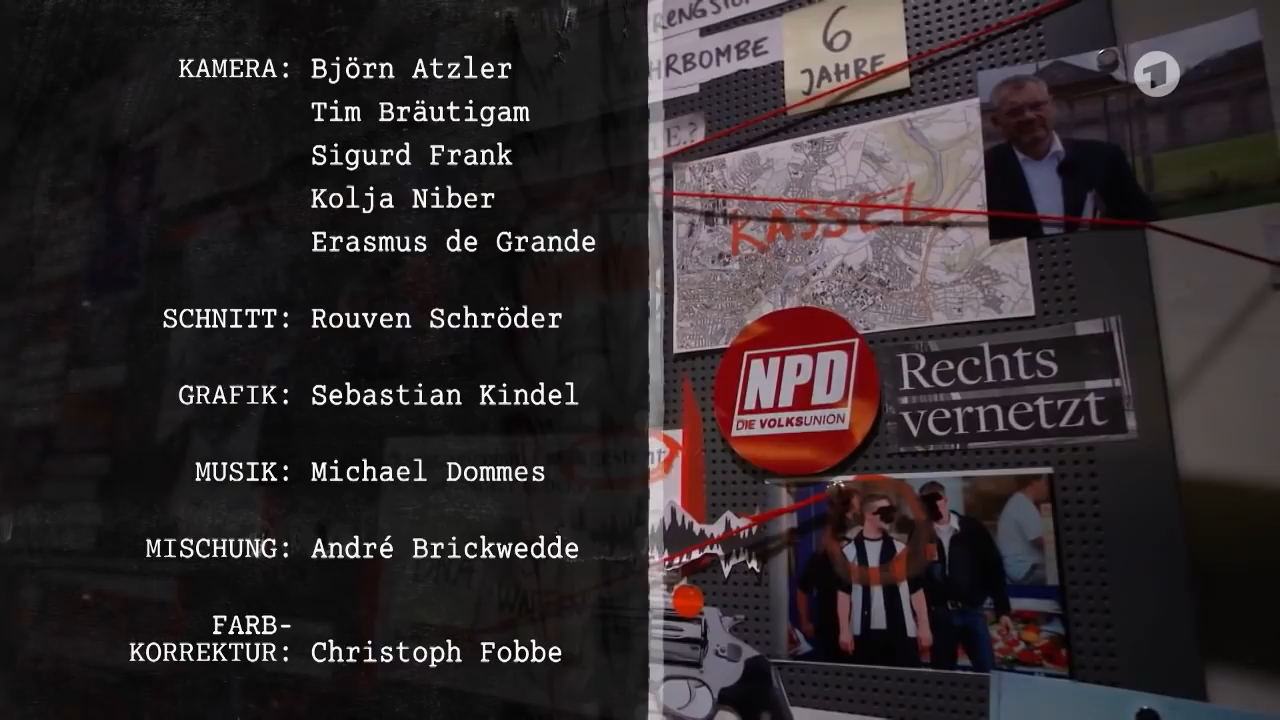 KAMERA: Björn Atzler
Tim Bräutigam
Sigurd Frank
Kolja Niber
Erasmus de Grande
SCHNITT: Rouven Schröder
GRAFIK: Sebastian Kindel
MUSIK: Michael Dommes
MISCHUNG: André Brickwedde
FARB-
KORREKTUR: Christoph Fobbe
6
JAHRE
1
KASSEL
NPD
DIE VOLKSUNION
Rechts
vernetzt